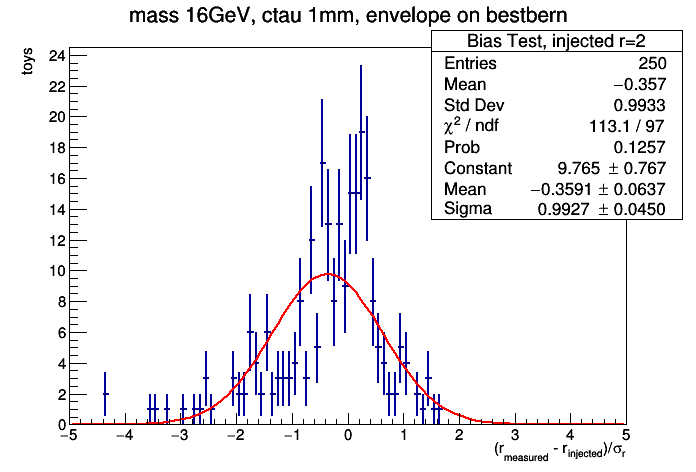 mass 16GeV, ctau 1mm, envelope on bestbern
Bias Test, injected r=2
Entries 250
Mean −0.357
Std Dev 0.9933
χ² / ndf 113.1 / 97
Prob 0.1257
Constant 9.765 ± 0.767
Mean −0.3591 ± 0.0637
Sigma 0.9927 ± 0.0450
toys
24
22
20
18
16
14
12
10
8
6
4
2
0
−5 −4 −3 −2 −1 0 1 2 3 4 5
(r_measured - r_injected)/σ_r